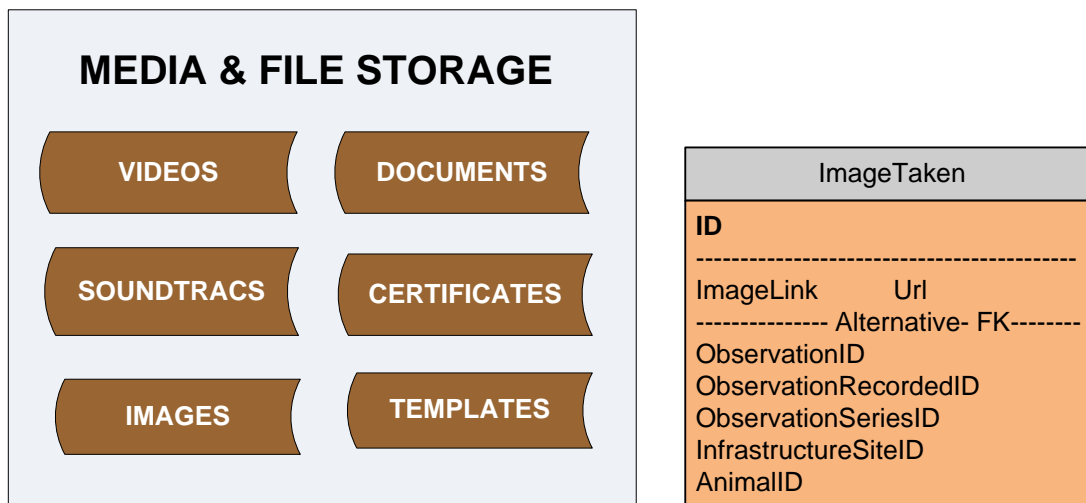 MEDIA & FILE STORAGE
VIDEOS
DOCUMENTS
SOUNDTRACS
CERTIFICATES
IMAGES
TEMPLATES
ImageTaken
ID
-------------------------------------------
ImageLink Url
--------------- Alternative- FK--------
ObservationID
ObservationRecordedID
ObservationSeriesID
InfrastructureSiteID
AnimalID